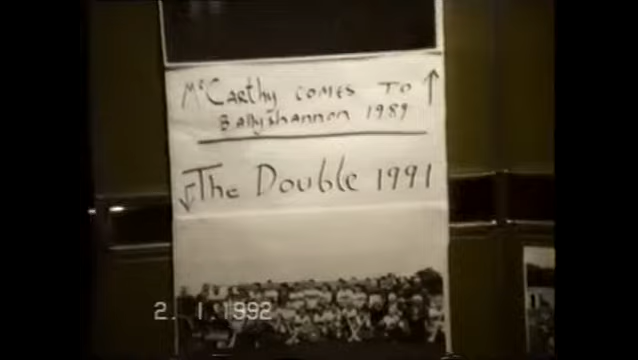 McCarthy COMES TO
Ballyshannon 1989
The Double 1991
2. 1. 1992